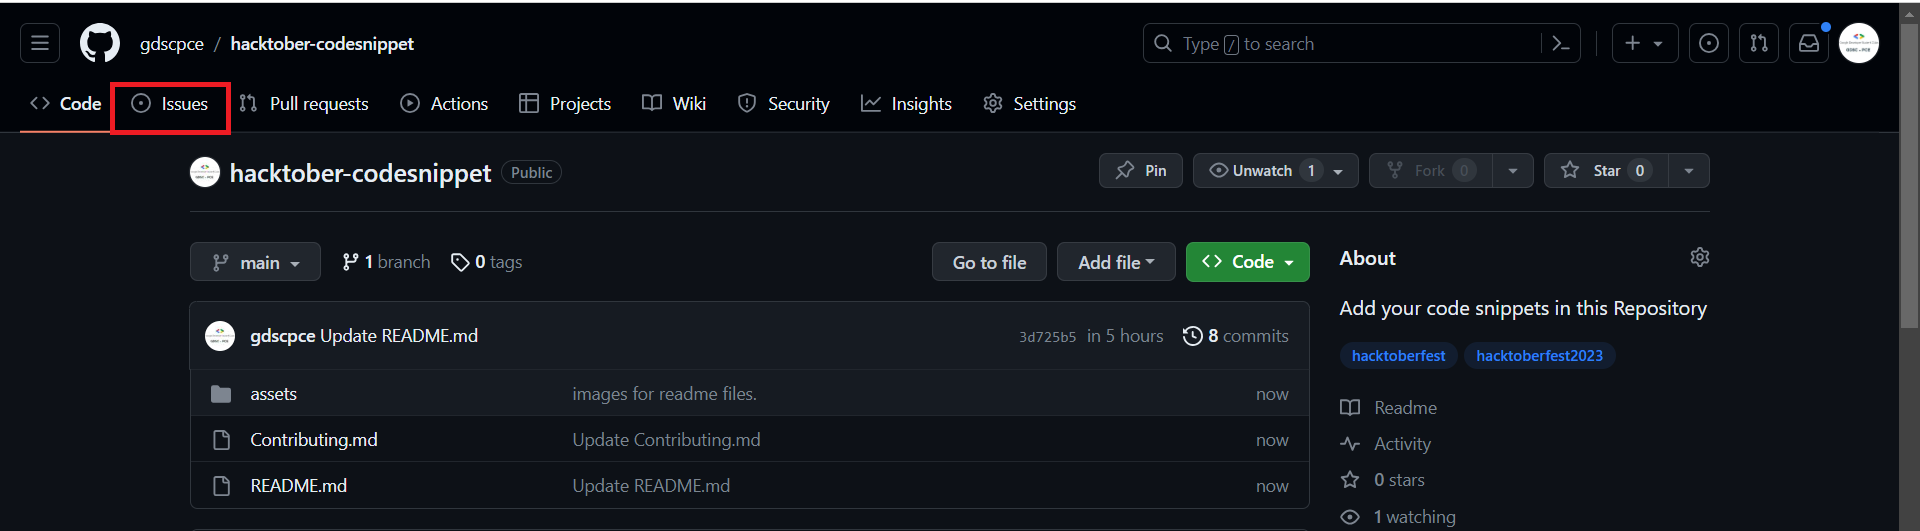 gdscpce / hacktober-codesnippet
Type / to search
Code Issues Pull requests Actions Projects Wiki Security Insights Settings
hacktober-codesnippet Public
Pin Unwatch 1 Fork 0 Star 0
main 1 branch 0 tags Go to file Add file Code
gdscpce Update README.md 3d725b5 in 5 hours 8 commits
assets images for readme files. now
Contributing.md Update Contributing.md now
README.md Update README.md now
About
Add your code snippets in this Repository
hacktoberfest hacktoberfest2023
Readme
Activity
0 stars
1 watching